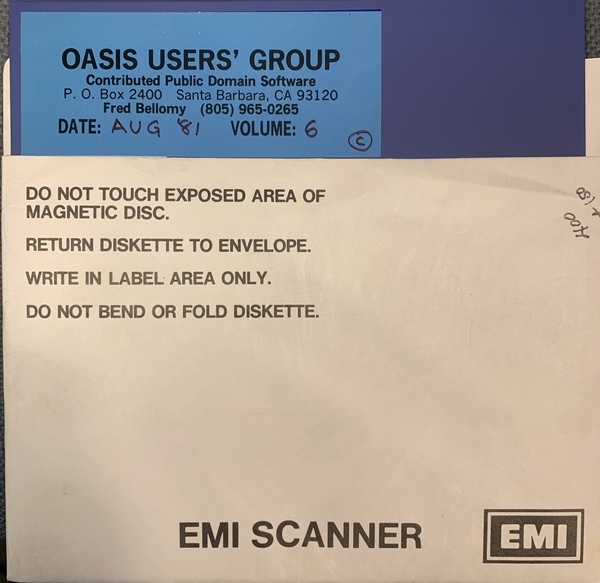 OASIS USERS' GROUP
Contributed Public Domain Software
P. O. Box 2400 Santa Barbara, CA 93120
Fred Bellomy (805) 965-0265
DATE: AUG 81 VOLUME: 6
©
DO NOT TOUCH EXPOSED AREA OF
MAGNETIC DISC.
RETURN DISKETTE TO ENVELOPE.
WRITE IN LABEL AREA ONLY.
DO NOT BEND OR FOLD DISKETTE.
EMI SCANNER
EMI